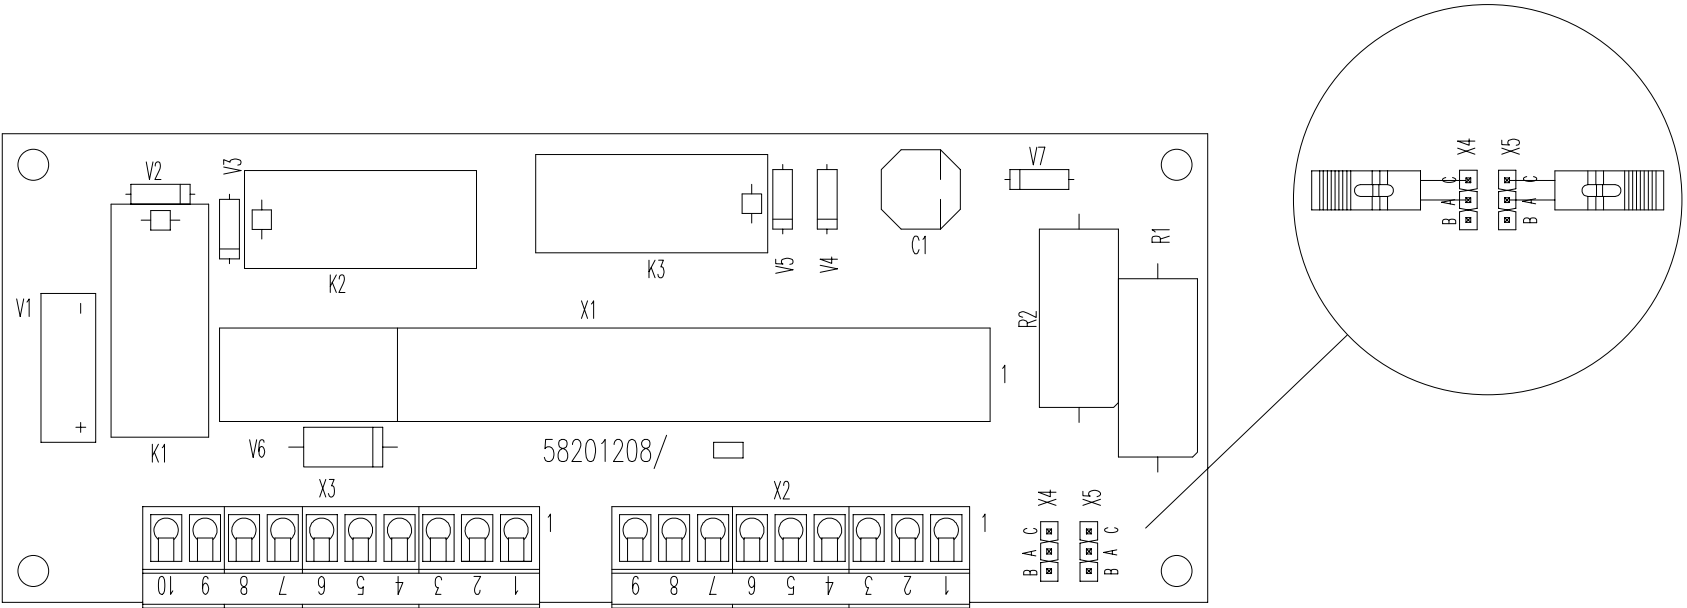 X4 X5
C C
A A
B B
V2 V3 V7
K2 K3 V5 V4 C1 R1
V1 - X1
R2
1
+
K1 V6 58201208/
X3 X2 X4 X5
1 1
C C
A A
B B
10 9 8 7 6 5 4 3 2 1
9 8 7 6 5 4 3 2 1